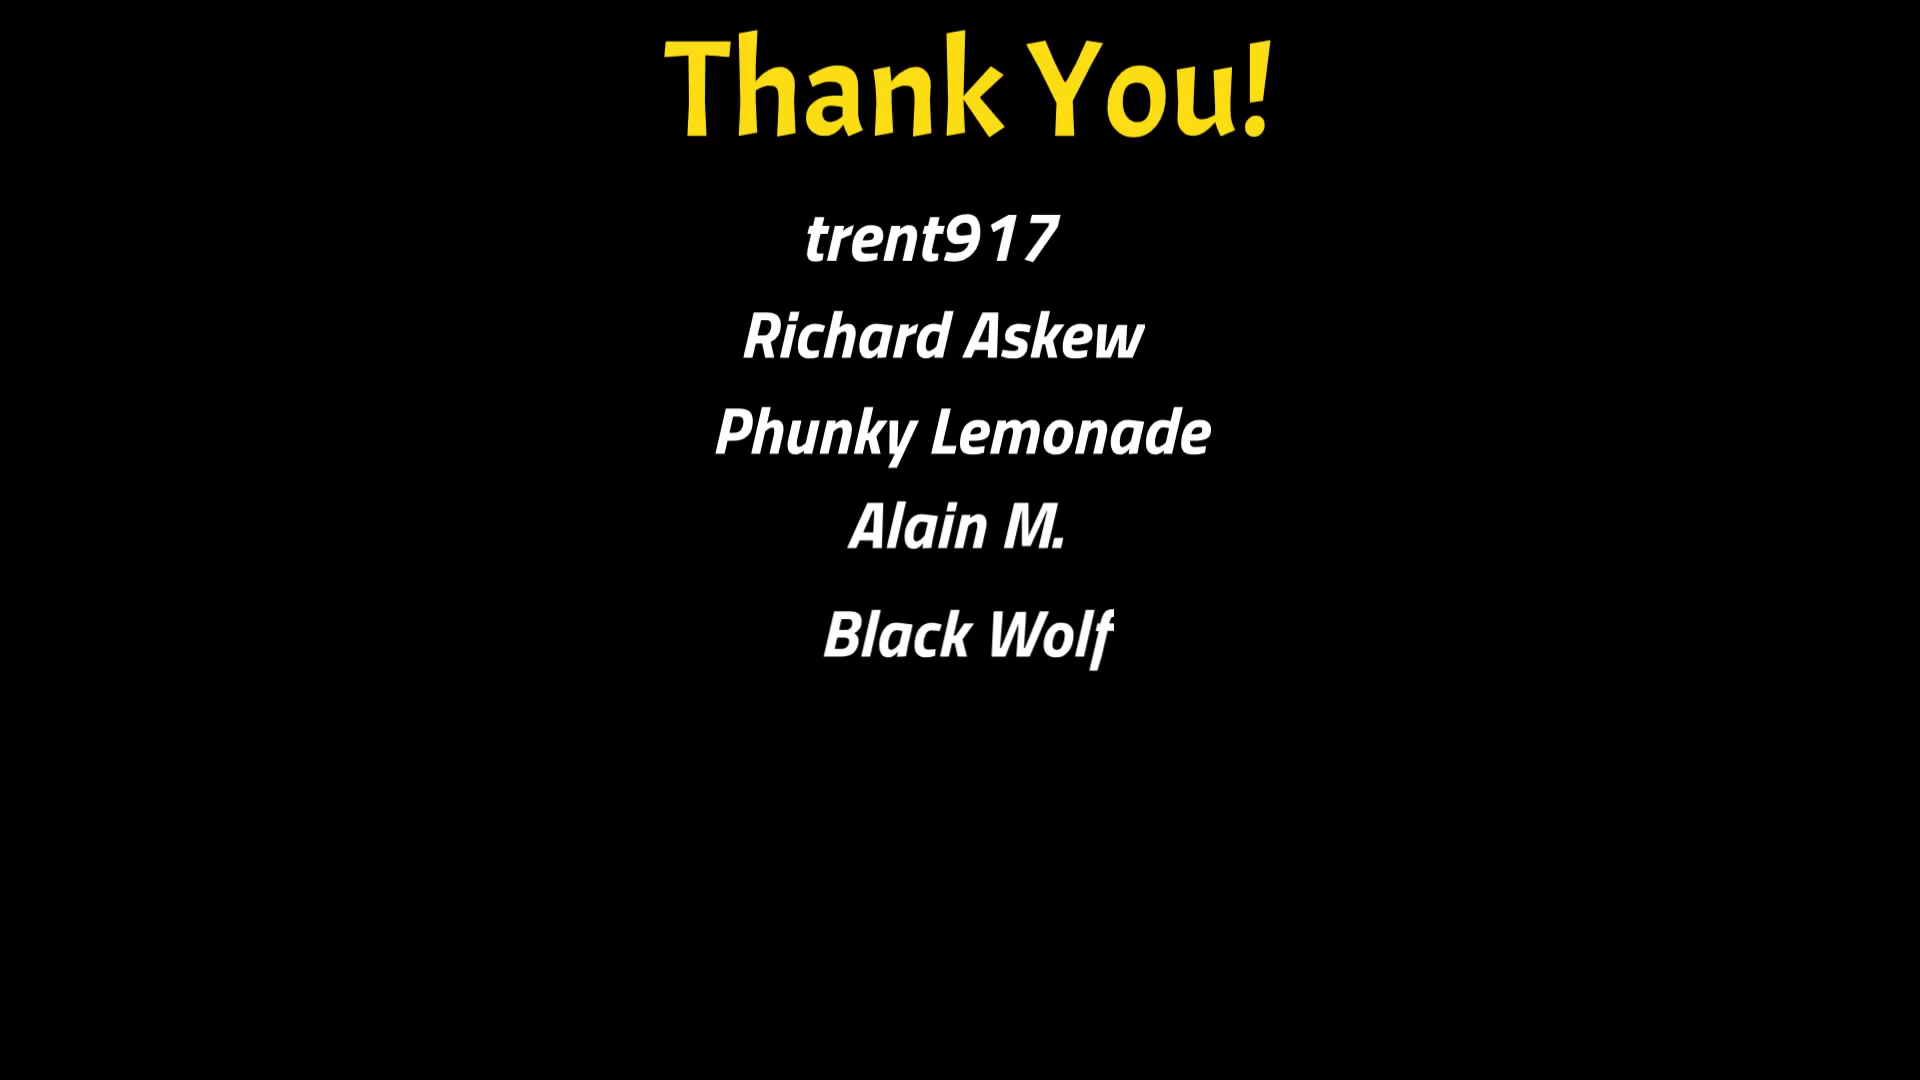 Thank You!
trent917
Richard Askew
Phunky Lemonade
Alain M.
Black Wolf